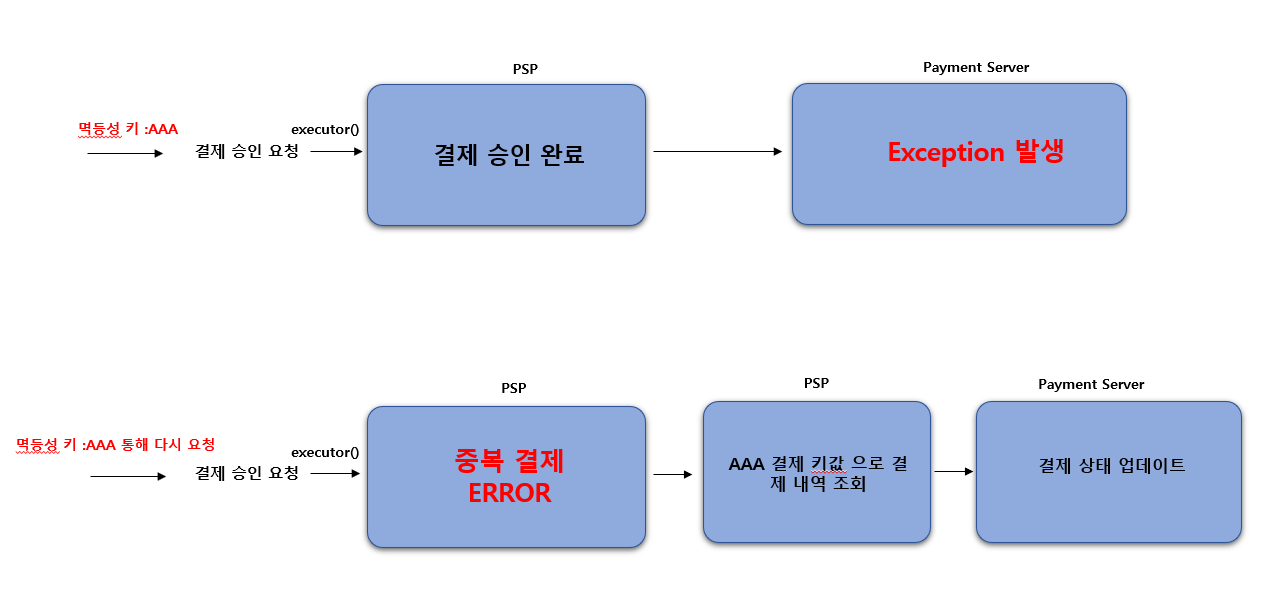 PSP
Payment Server
멱등성 키 :AAA
결제 승인 요청
executor()
결제 승인 완료
Exception 발생
PSP
PSP
Payment Server
멱등성 키 :AAA 통해 다시 요청
결제 승인 요청
executor()
중복 결제
ERROR
AAA 결제 키값 으로 결
제 내역 조회
결제 상태 업데이트